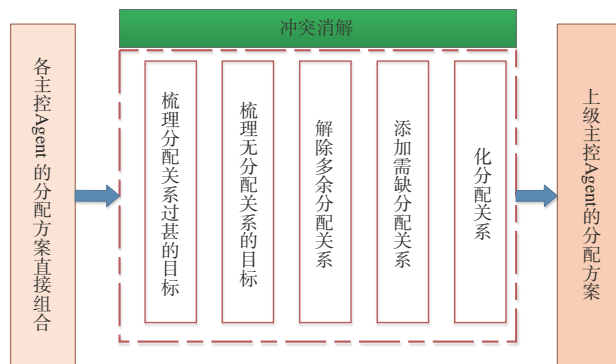 冲突消解
各主控Agent 的分配方案直接组合
梳理分配关系过甚的目标
梳理无分配关系的目标
解除多余分配关系
添加需缺分配关系
化分配关系
上级主控Agent的分配方案